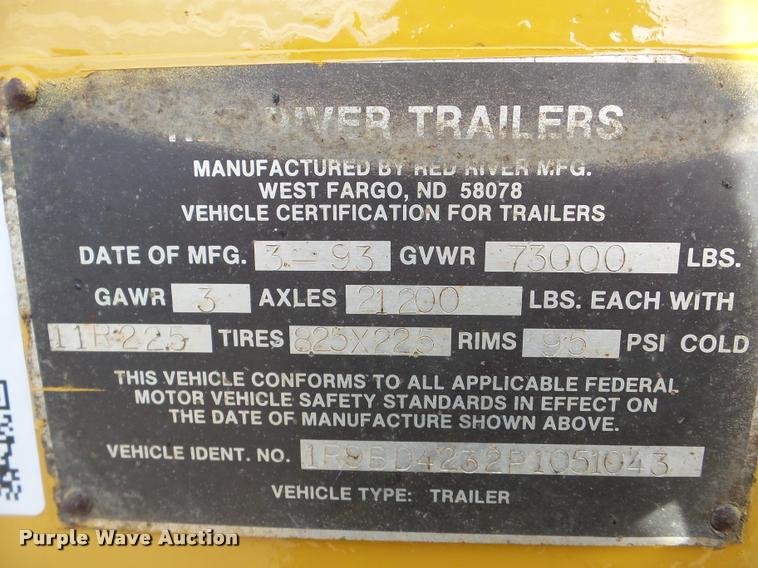 RED RIVER TRAILERS
MANUFACTURED BY RED RIVER MFG.
WEST FARGO, ND 58078
VEHICLE CERTIFICATION FOR TRAILERS
DATE OF MFG. 3-93 GVWR 73000 LBS.
GAWR 3 AXLES 21200 LBS. EACH WITH
11R22.5 TIRES 825X22.5 RIMS 95 PSI COLD
THIS VEHICLE CONFORMS TO ALL APPLICABLE FEDERAL
MOTOR VEHICLE SAFETY STANDARDS IN EFFECT ON
THE DATE OF MANUFACTURE SHOWN ABOVE.
VEHICLE IDENT. NO. 1R9BD4232P1051043
VEHICLE TYPE: TRAILER
Purple Wave Auction